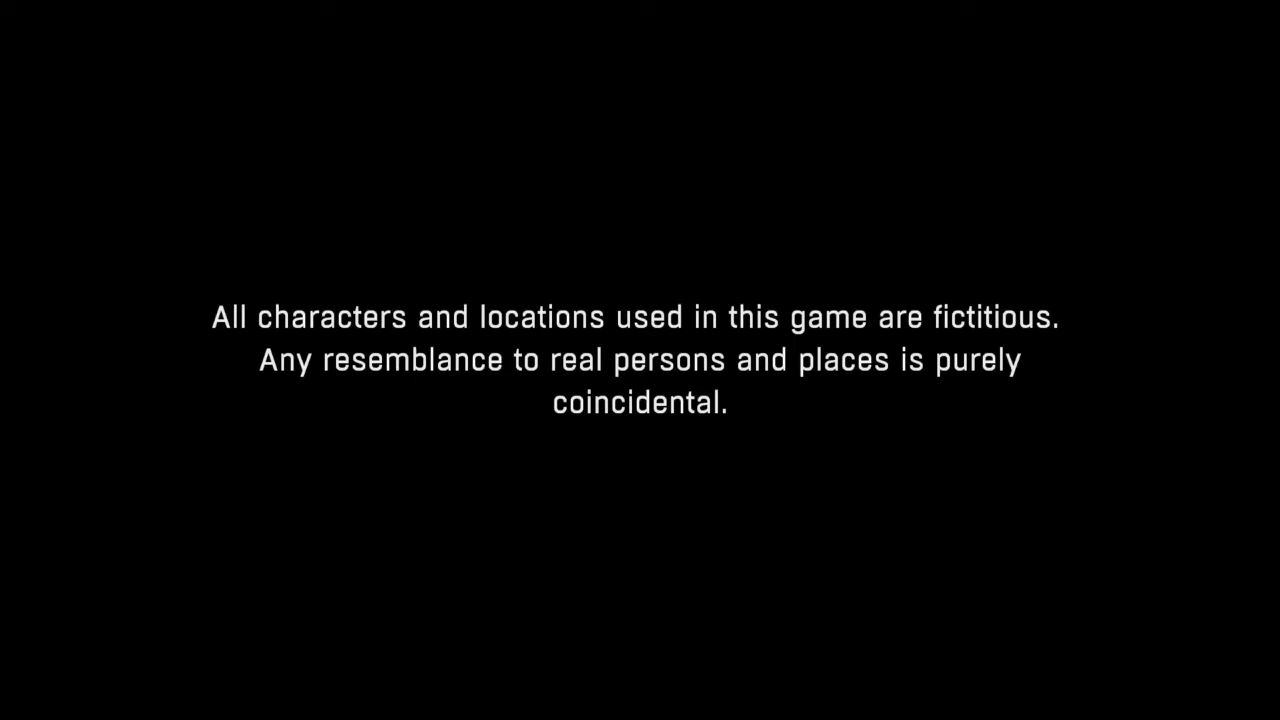 All characters and locations used in this game are fictitious.
Any resemblance to real persons and places is purely
coincidental.